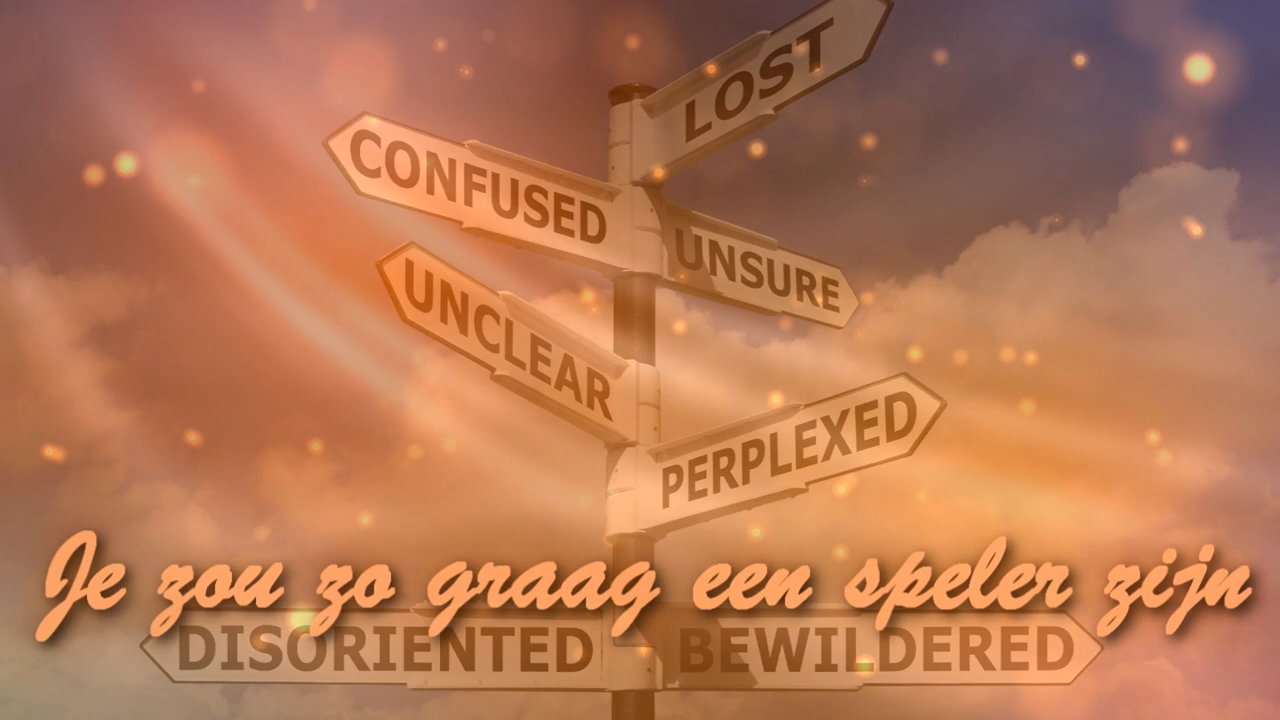 LOST
CONFUSED
UNSURE
UNCLEAR
PERPLEXED
Je zou zo graag een speler zijn
DISORIENTED
BEWILDERED